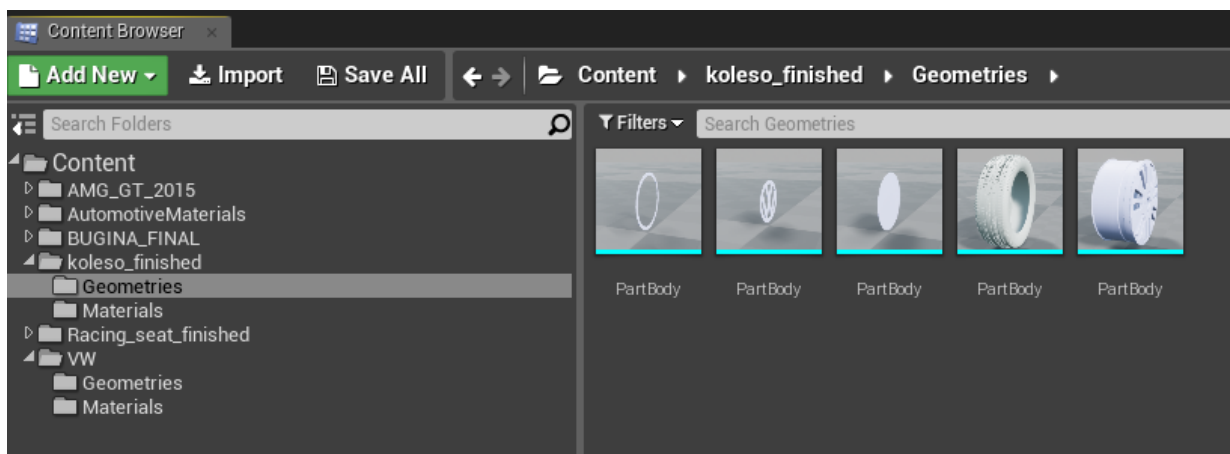 Content Browser
Add New Import Save All Content koleso_finished Geometries
Search Folders
Filters Search Geometries
Content
AMG_GT_2015
AutomotiveMaterials
BUGINA_FINAL
koleso_finished
Geometries
Materials
Racing_seat_finished
VW
Geometries
Materials
PartBody PartBody PartBody PartBody PartBody